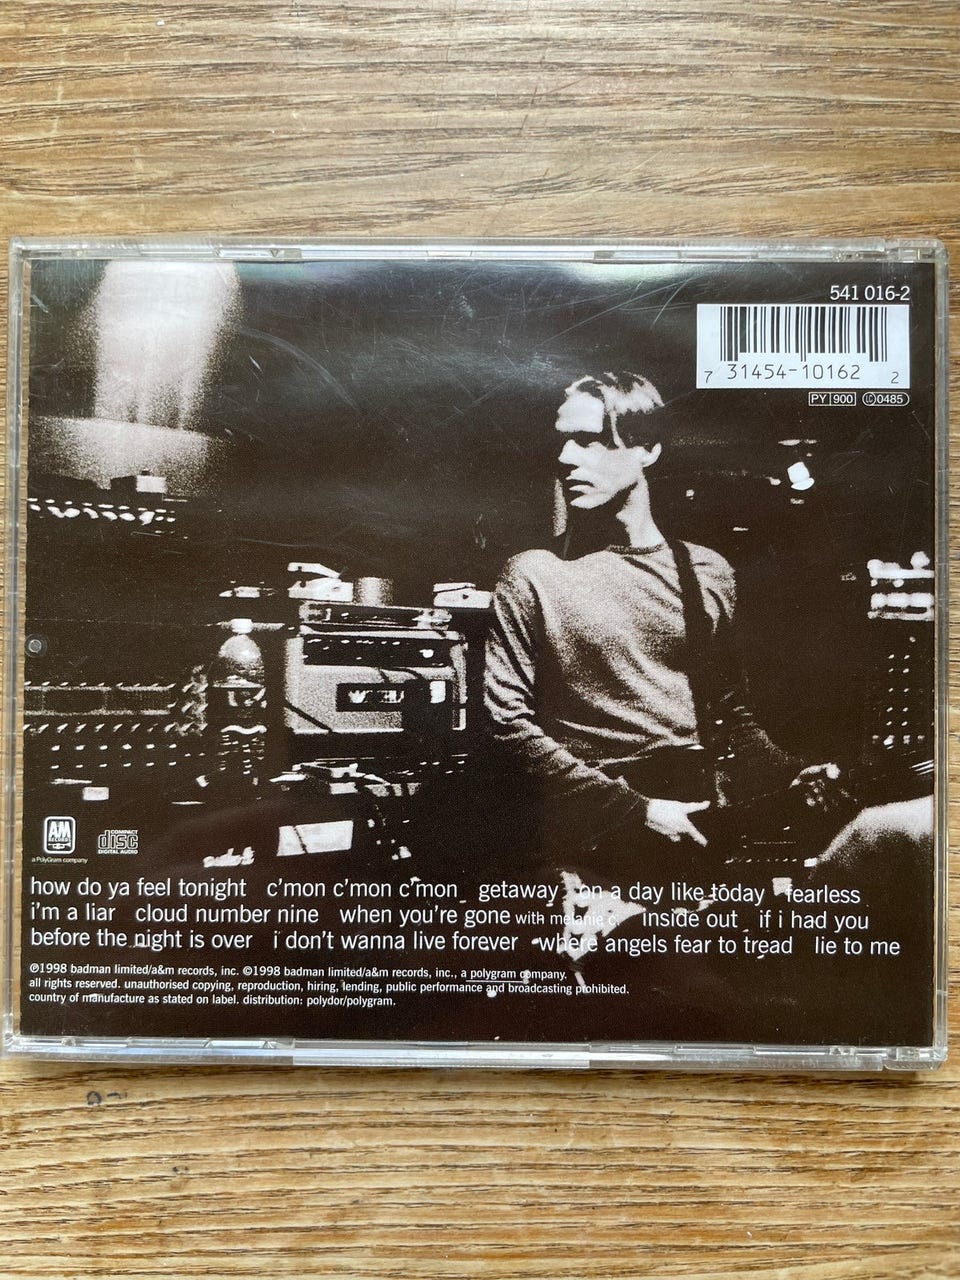 541 016-2
7 31454-10162 2
PY 900 LC 0485
AM
RECORDS
a PolyGram company
COMPACT
disc
DIGITAL AUDIO
how do ya feel tonight c'mon c'mon c'mon getaway on a day like today fearless
i'm a liar cloud number nine when you're gone with melanie c. inside out if i had you
before the night is over i don't wanna live forever where angels fear to tread lie to me
℗1998 badman limited/a&m records, inc. ©1998 badman limited/a&m records, inc., a polygram company.
all rights reserved. unauthorised copying, reproduction, hiring, lending, public performance and broadcasting prohibited.
country of manufacture as stated on label. distribution: polydor/polygram.